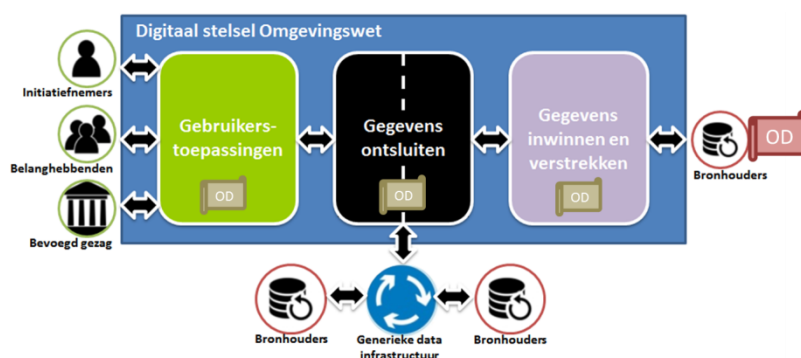 Digitaal stelsel Omgevingswet
Initiatiefnemers
Belanghebbenden
Bevoegd gezag
Gebruikers-
toepassingen
OD
Gegevens
ontsluiten
OD
Gegevens
inwinnen en
verstrekken
OD
OD
Bronhouders
Bronhouders
Generieke data
infrastructuur
Bronhouders